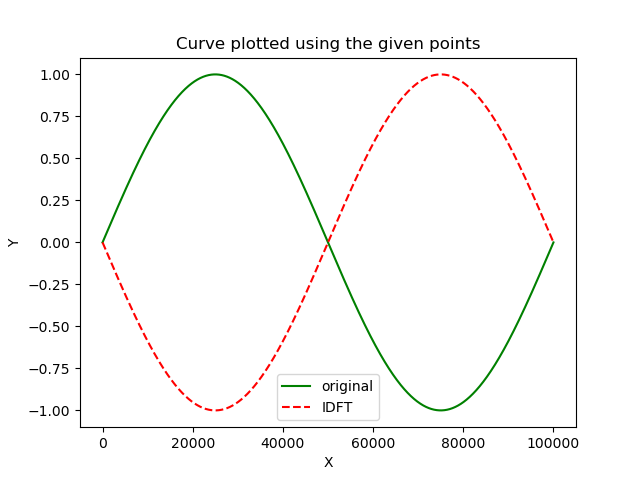 Curve plotted using the given points
1.00
0.75
0.50
0.25
0.00
−0.25
−0.50
−0.75
−1.00
Y
original
IDFT
0 20000 40000 60000 80000 100000
X